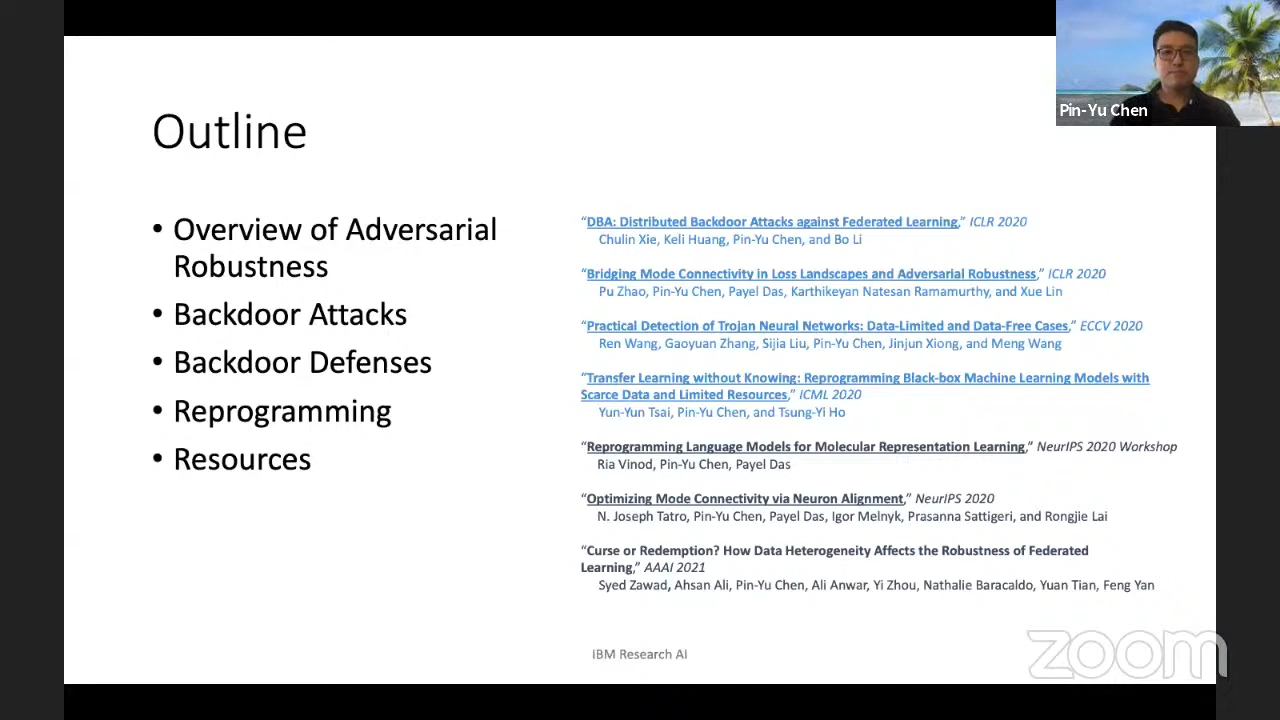 Pin-Yu Chen
Outline
• Overview of Adversarial
Robustness
• Backdoor Attacks
• Backdoor Defenses
• Reprogramming
• Resources
“DBA: Distributed Backdoor Attacks against Federated Learning,” ICLR 2020
Chulin Xie, Keli Huang, Pin-Yu Chen, and Bo Li
“Bridging Mode Connectivity in Loss Landscapes and Adversarial Robustness,” ICLR 2020
Pu Zhao, Pin-Yu Chen, Payel Das, Karthikeyan Natesan Ramamurthy, and Xue Lin
“Practical Detection of Trojan Neural Networks: Data-Limited and Data-Free Cases,” ECCV 2020
Ren Wang, Gaoyuan Zhang, Sijia Liu, Pin-Yu Chen, Jinjun Xiong, and Meng Wang
“Transfer Learning without Knowing: Reprogramming Black-box Machine Learning Models with
Scarce Data and Limited Resources,” ICML 2020
Yun-Yun Tsai, Pin-Yu Chen, and Tsung-Yi Ho
“Reprogramming Language Models for Molecular Representation Learning,” NeurIPS 2020 Workshop
Ria Vinod, Pin-Yu Chen, Payel Das
“Optimizing Mode Connectivity via Neuron Alignment,” NeurIPS 2020
N. Joseph Tatro, Pin-Yu Chen, Payel Das, Igor Melnyk, Prasanna Sattigeri, and Rongjie Lai
“Curse or Redemption? How Data Heterogeneity Affects the Robustness of Federated
Learning,” AAAI 2021
Syed Zawad, Ahsan Ali, Pin-Yu Chen, Ali Anwar, Yi Zhou, Nathalie Baracaldo, Yuan Tian, Feng Yan
IBM Research AI
zoom